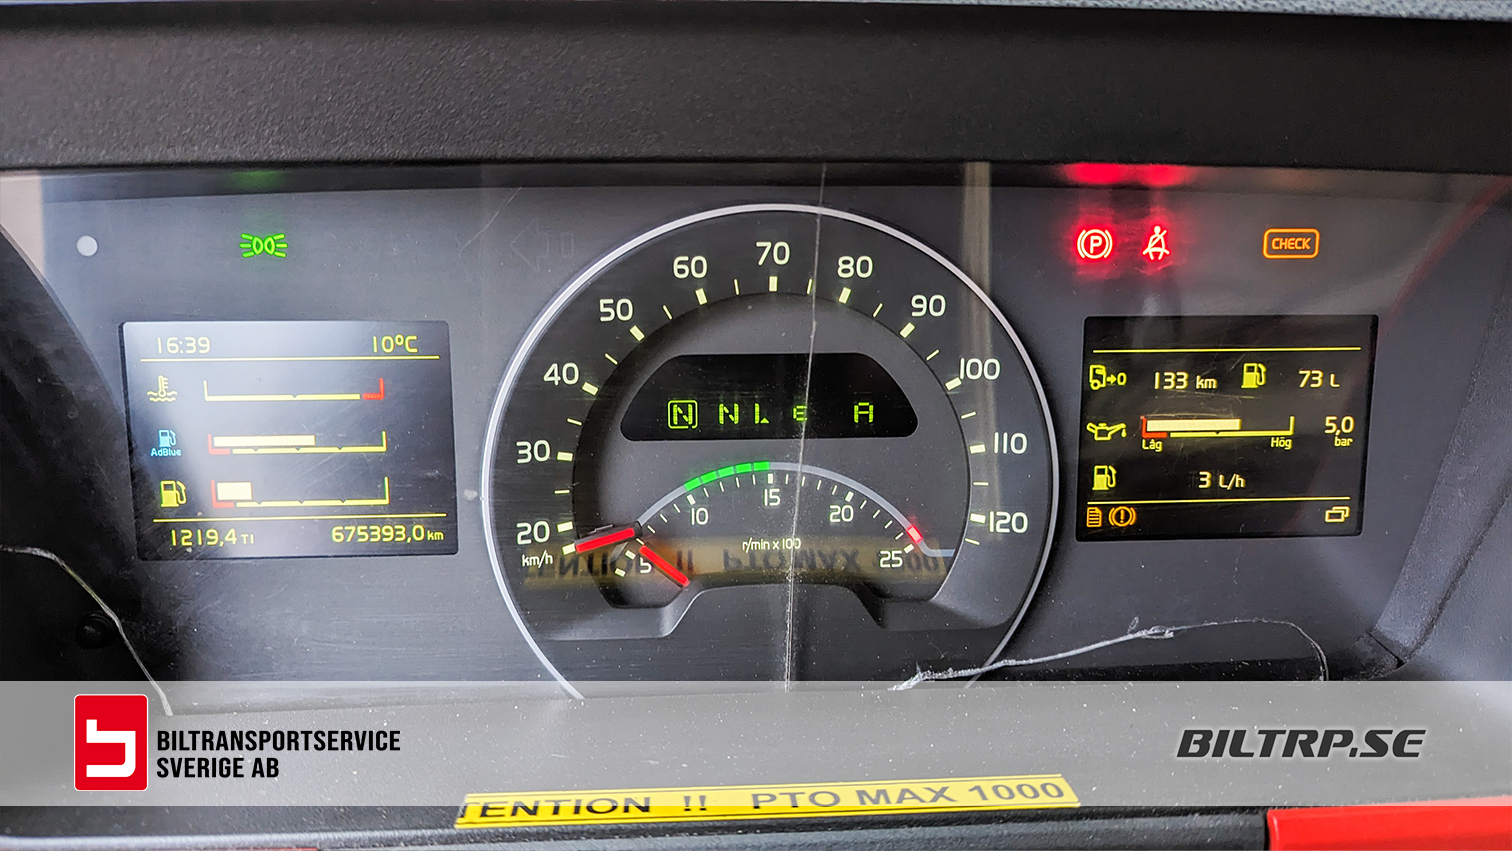 CHECK
16:39 10°C
AdBlue
1219,4 TI 675393,0 km
20 30 40 50 60 70 80 90 100 110 120
km/h
N N L e A
5 10 15 20 25
r/min x 100
0 133 km 73 L
5,0 bar
Låg Hög
3 L/h
BILTRANSPORTSERVICE
SVERIGE AB
BILTRP.SE
TENTION !! PTO MAX 1000